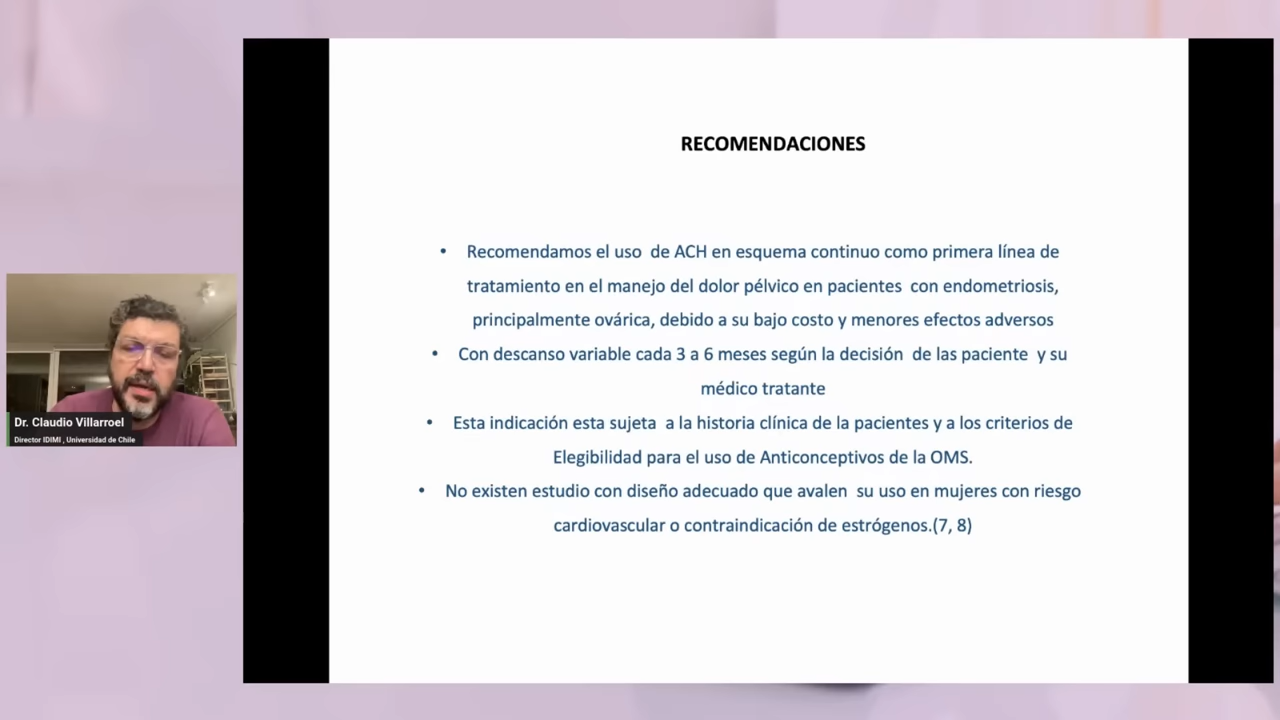 RECOMENDACIONES
• Recomendamos el uso de ACH en esquema continuo como primera línea de
tratamiento en el manejo del dolor pélvico en pacientes con endometriosis,
principalmente ovárica, debido a su bajo costo y menores efectos adversos
• Con descanso variable cada 3 a 6 meses según la decisión de las paciente y su
médico tratante
• Esta indicación esta sujeta a la historia clínica de la pacientes y a los criterios de
Elegibilidad para el uso de Anticonceptivos de la OMS.
• No existen estudio con diseño adecuado que avalen su uso en mujeres con riesgo
cardiovascular o contraindicación de estrógenos.(7, 8)
Dr. Claudio Villarroel
Director IDIMI , Universidad de Chile